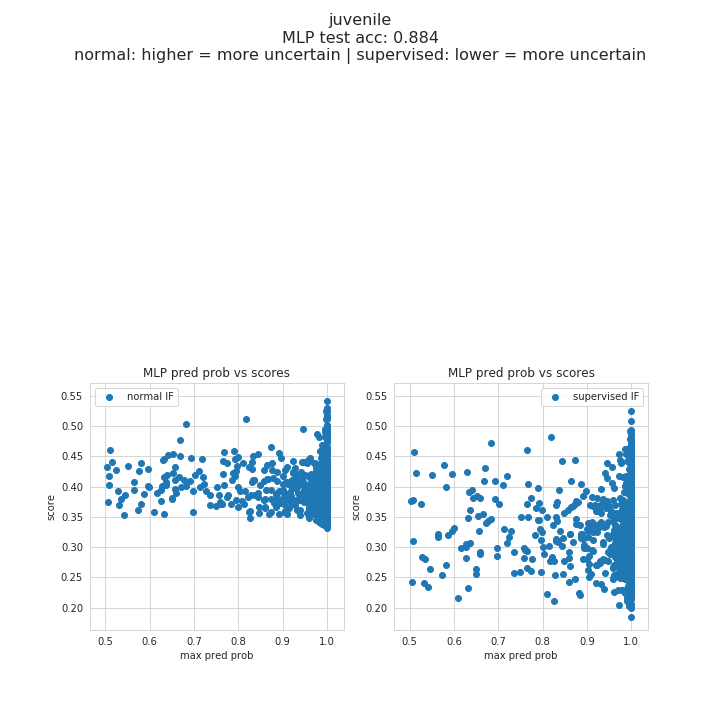 juvenile
MLP test acc: 0.884
normal: higher = more uncertain | supervised: lower = more uncertain
MLP pred prob vs scores
normal IF
score
0.55
0.50
0.45
0.40
0.35
0.30
0.25
0.20
0.5 0.6 0.7 0.8 0.9 1.0
max pred prob
MLP pred prob vs scores
supervised IF
score
0.55
0.50
0.45
0.40
0.35
0.30
0.25
0.20
0.5 0.6 0.7 0.8 0.9 1.0
max pred prob